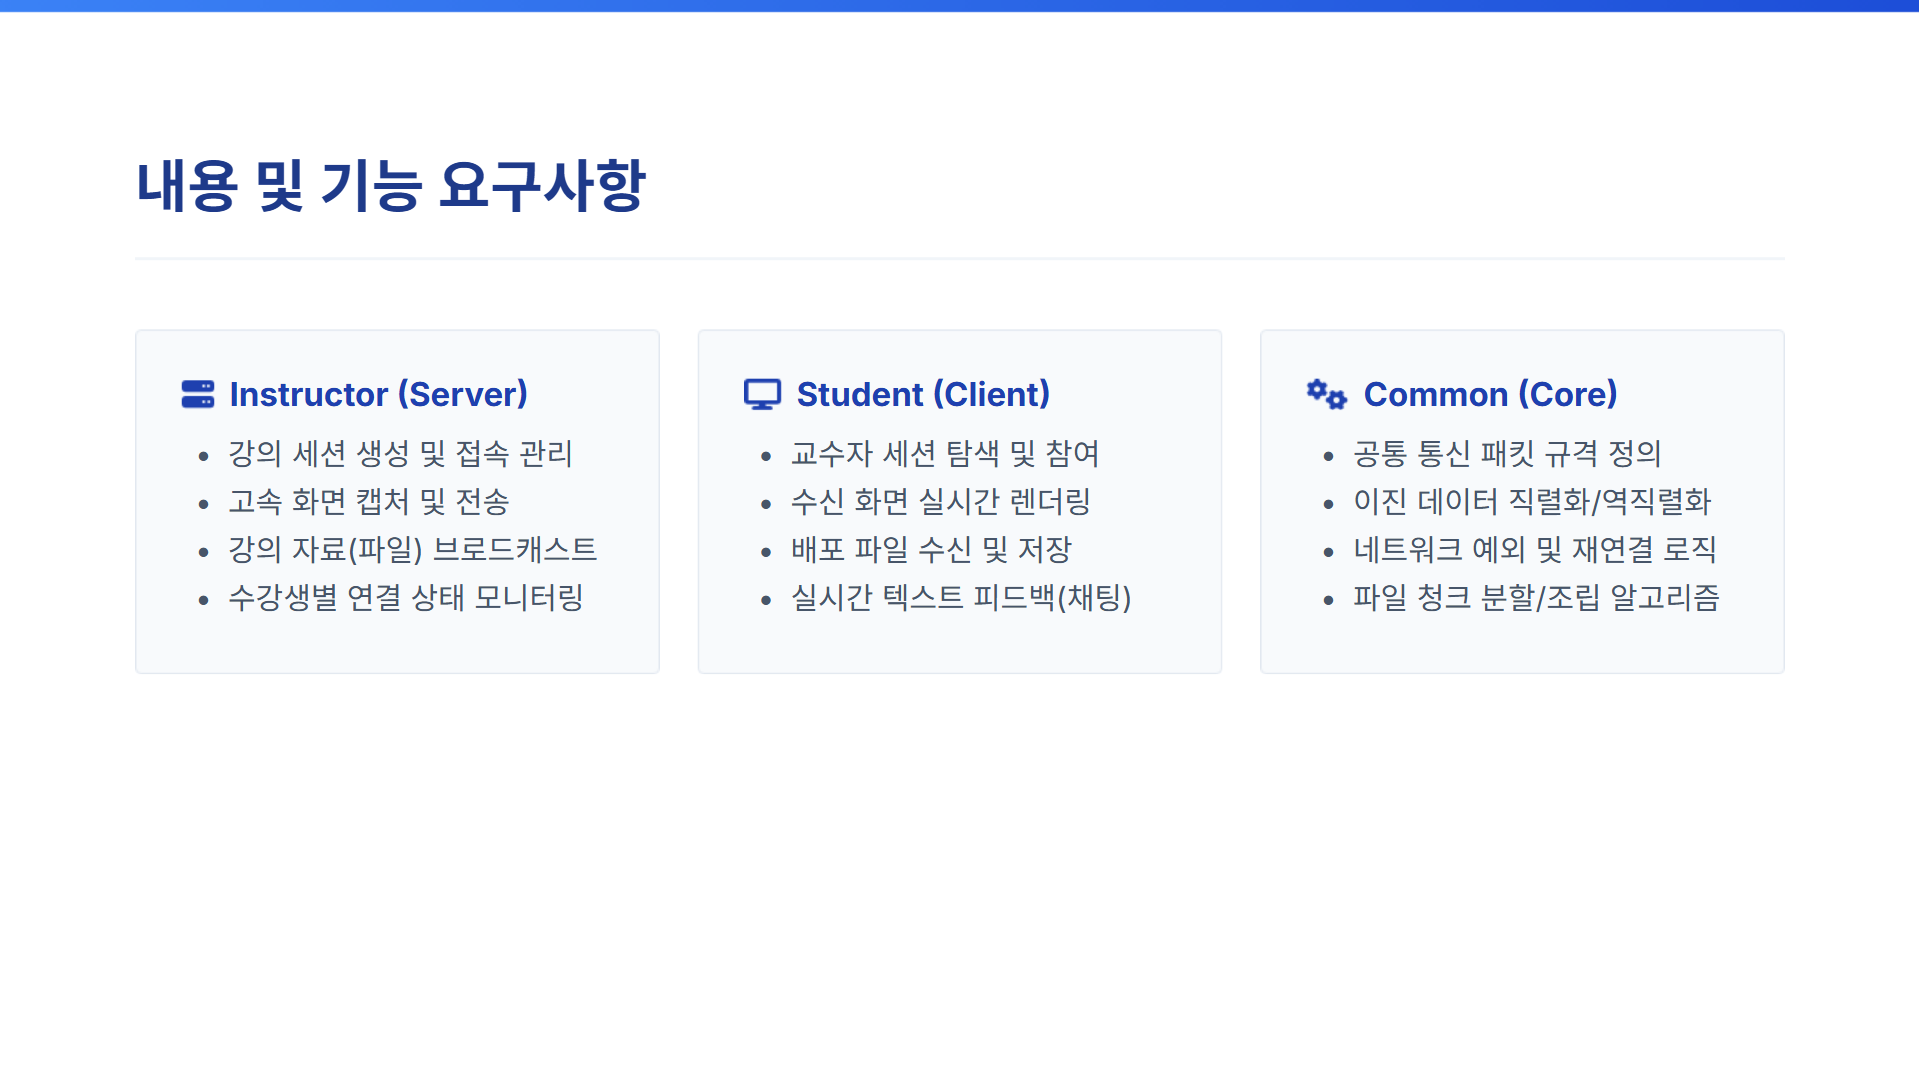 내용 및 기능 요구사항
Instructor (Server)
• 강의 세션 생성 및 접속 관리
• 고속 화면 캡처 및 전송
• 강의 자료(파일) 브로드캐스트
• 수강생별 연결 상태 모니터링
Student (Client)
• 교수자 세션 탐색 및 참여
• 수신 화면 실시간 렌더링
• 배포 파일 수신 및 저장
• 실시간 텍스트 피드백(채팅)
Common (Core)
• 공통 통신 패킷 규격 정의
• 이진 데이터 직렬화/역직렬화
• 네트워크 예외 및 재연결 로직
• 파일 청크 분할/조립 알고리즘